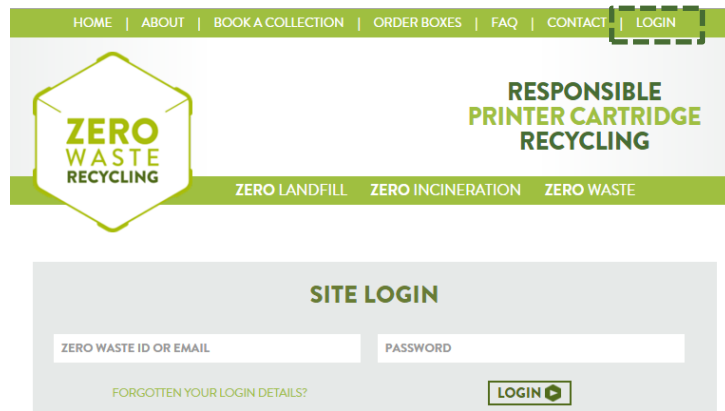 HOME | ABOUT | BOOK A COLLECTION | ORDER BOXES | FAQ | CONTACT | LOGIN
ZERO
WASTE
RECYCLING
RESPONSIBLE
PRINTER CARTRIDGE
RECYCLING
ZERO LANDFILL ZERO INCINERATION ZERO WASTE
SITE LOGIN
ZERO WASTE ID OR EMAIL PASSWORD
FORGOTTEN YOUR LOGIN DETAILS? LOGIN